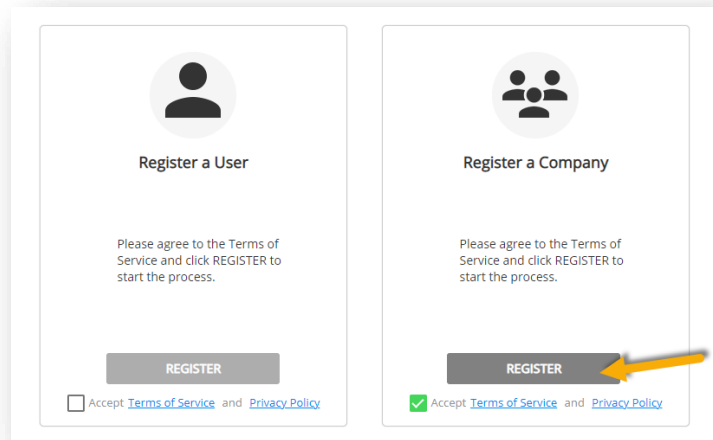 Register a User
Please agree to the Terms of
Service and click REGISTER to
start the process.
REGISTER
Accept Terms of Service and Privacy Policy
Register a Company
Please agree to the Terms of
Service and click REGISTER to
start the process.
REGISTER
Accept Terms of Service and Privacy Policy